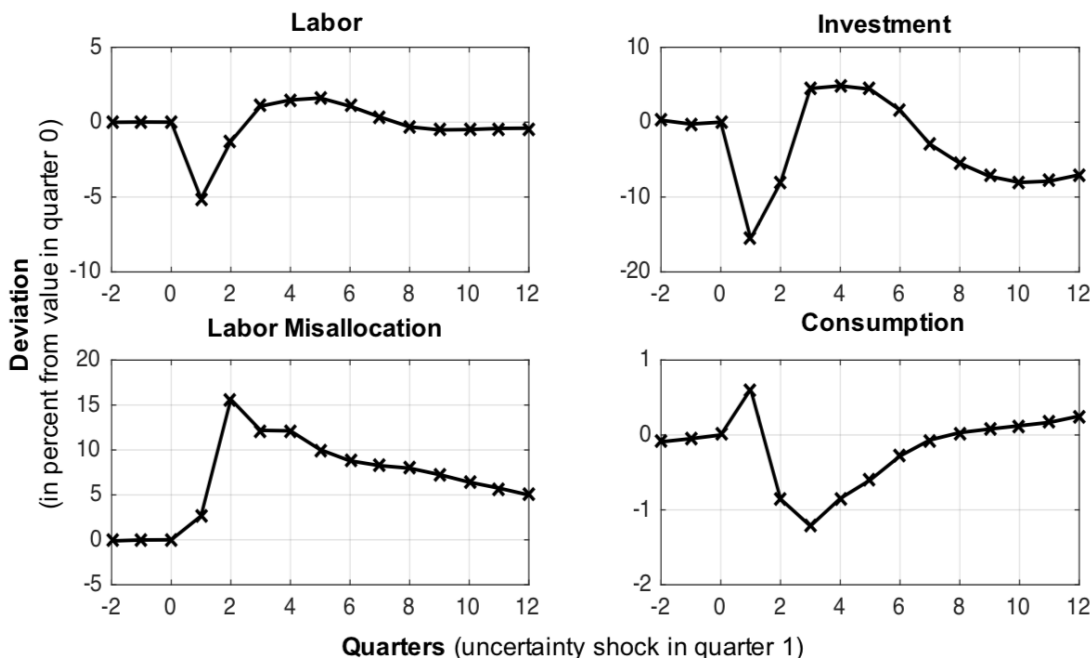 Labor
5
0
-5
-10
-2 0 2 4 6 8 10 12
Investment
10
0
-10
-20
-2 0 2 4 6 8 10 12
Deviation
(in percent from value in quarter 0)
Labor Misallocation
20
15
10
5
0
-5
-2 0 2 4 6 8 10 12
Consumption
1
0
-1
-2
-2 0 2 4 6 8 10 12
Quarters (uncertainty shock in quarter 1)